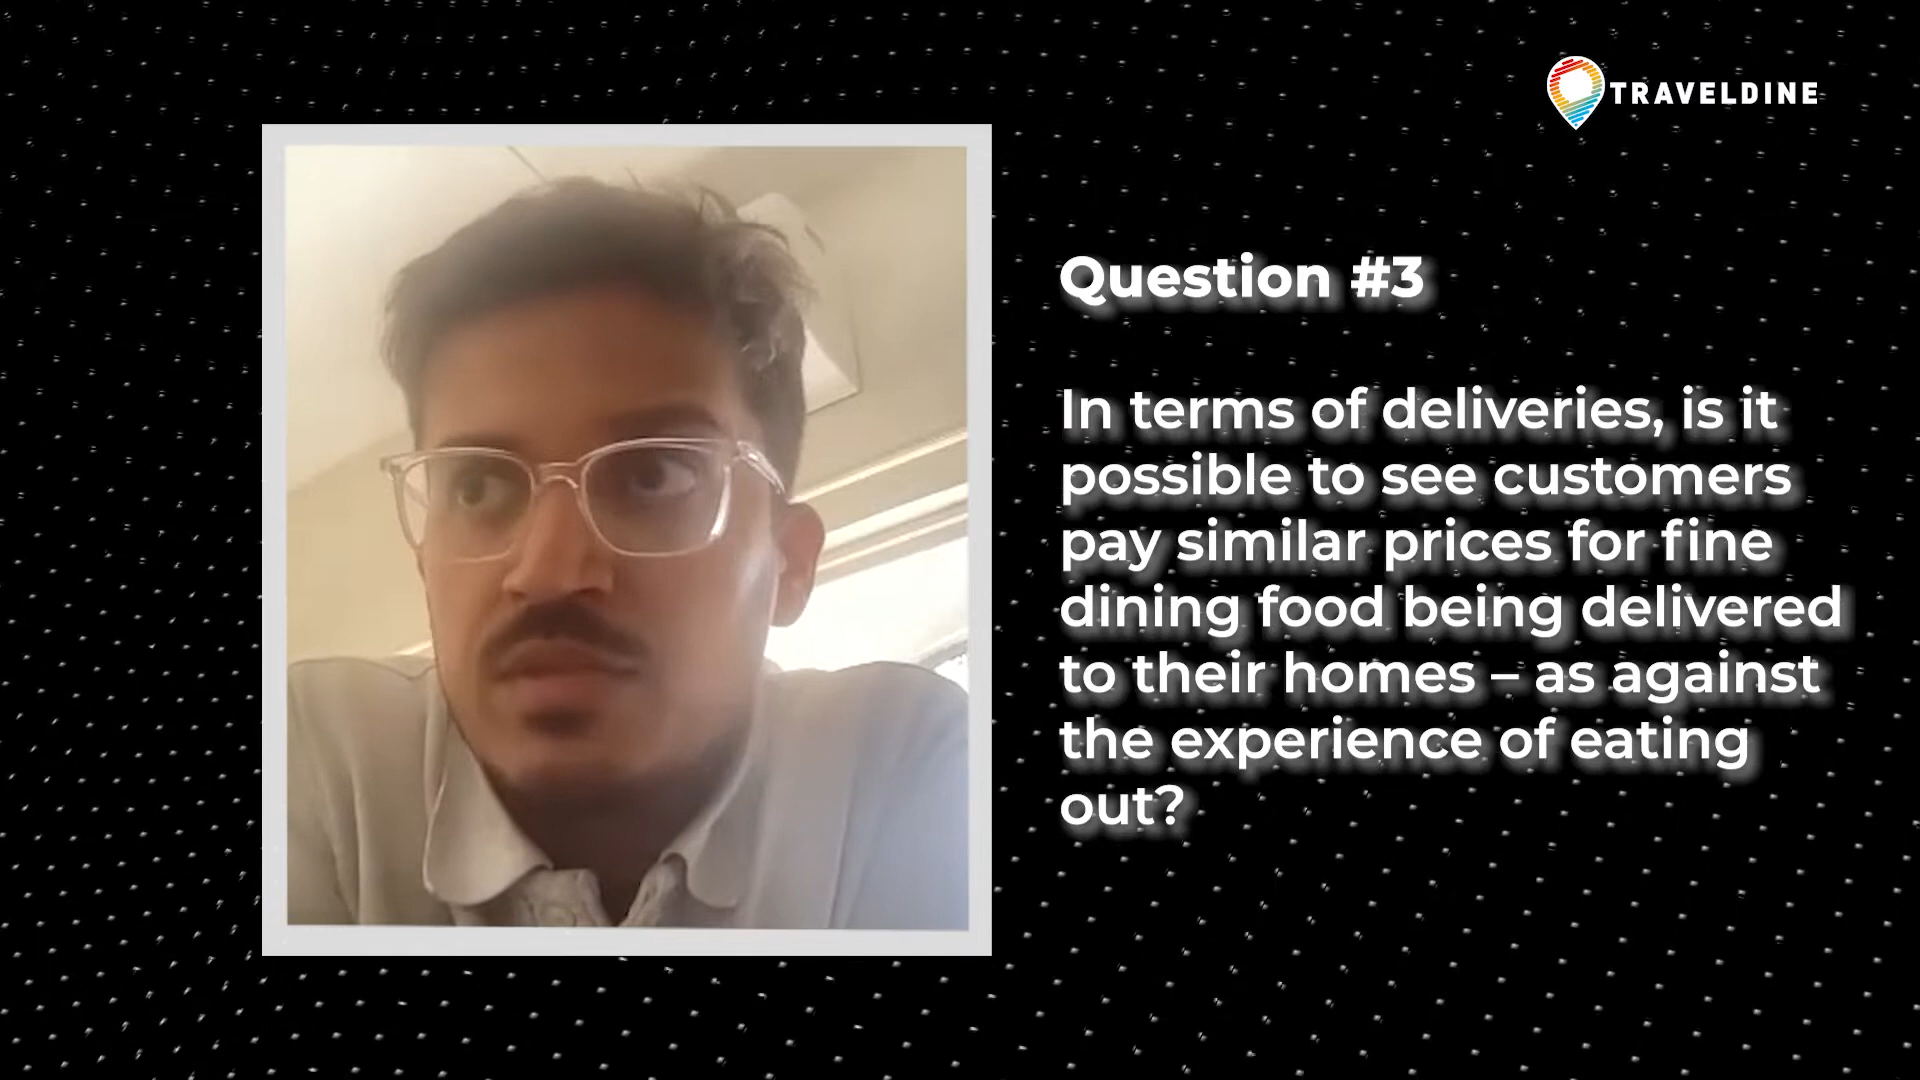 TRAVELDINE
Question #3
In terms of deliveries, is it
possible to see customers
pay similar prices for fine
dining food being delivered
to their homes – as against
the experience of eating
out?